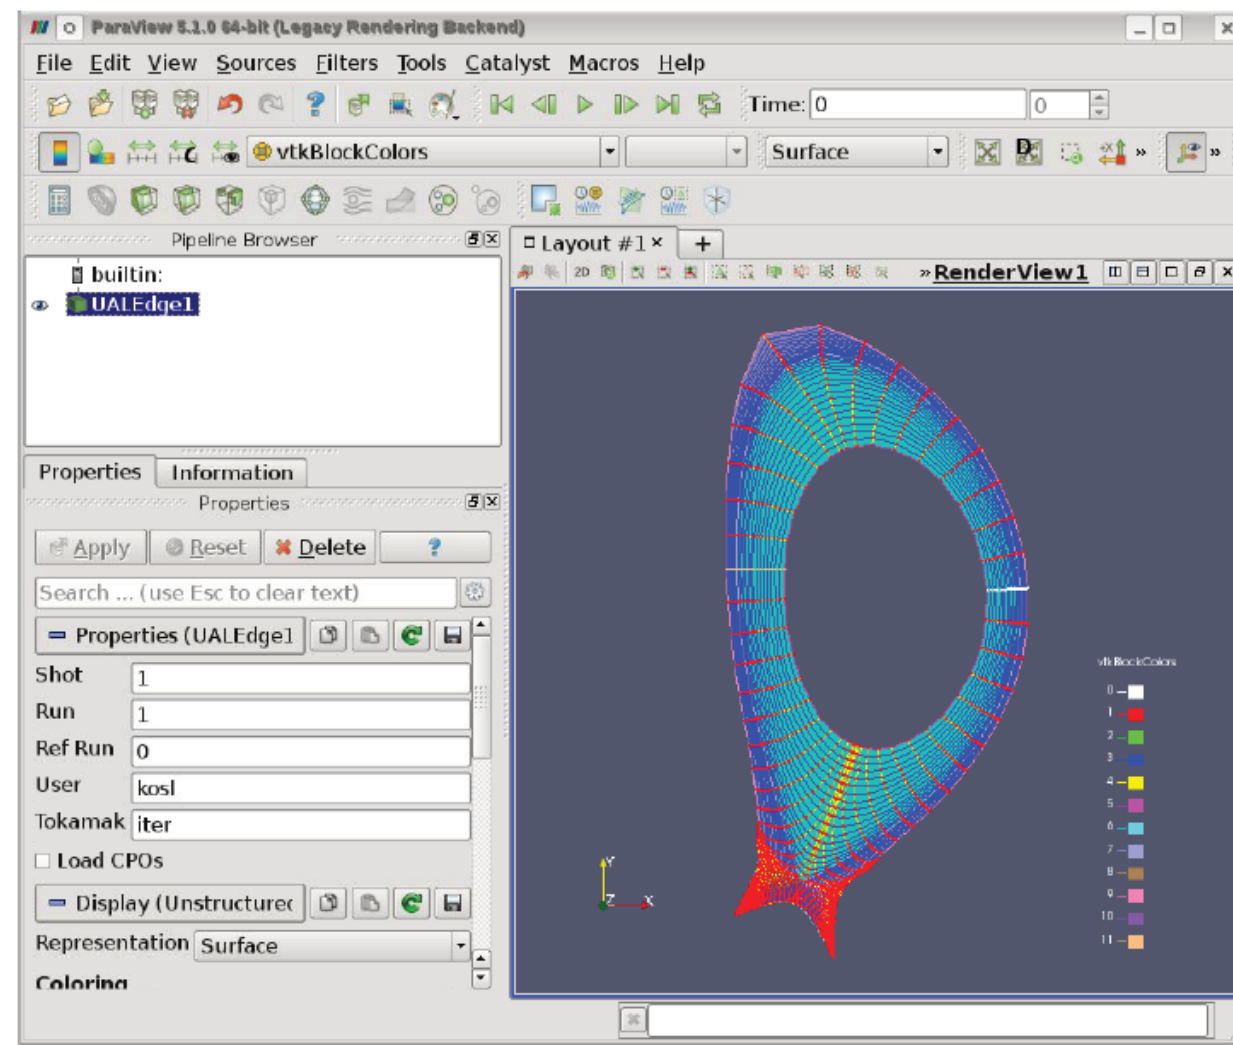 ParaView 5.1.0 64-bit (Legacy Rendering Backend)
File Edit View Sources Filters Tools Catalyst Macros Help
Time: 0 0
vtkBlockColors Surface
Pipeline Browser
Layout #1
2D
RenderView1
builtin:
UALEdge1
Properties Information
Properties
Apply Reset Delete ?
Search ... (use Esc to clear text)
Properties (UALEdge1
Shot 1
Run 1
Ref Run 0
User kosl
Tokamak iter
Load CPOs
Display (Unstructured
Representation Surface
Coloring
vtkBlockColors
0
1
2
3
4
5
6
7
8
9
10
11
Y
Z X